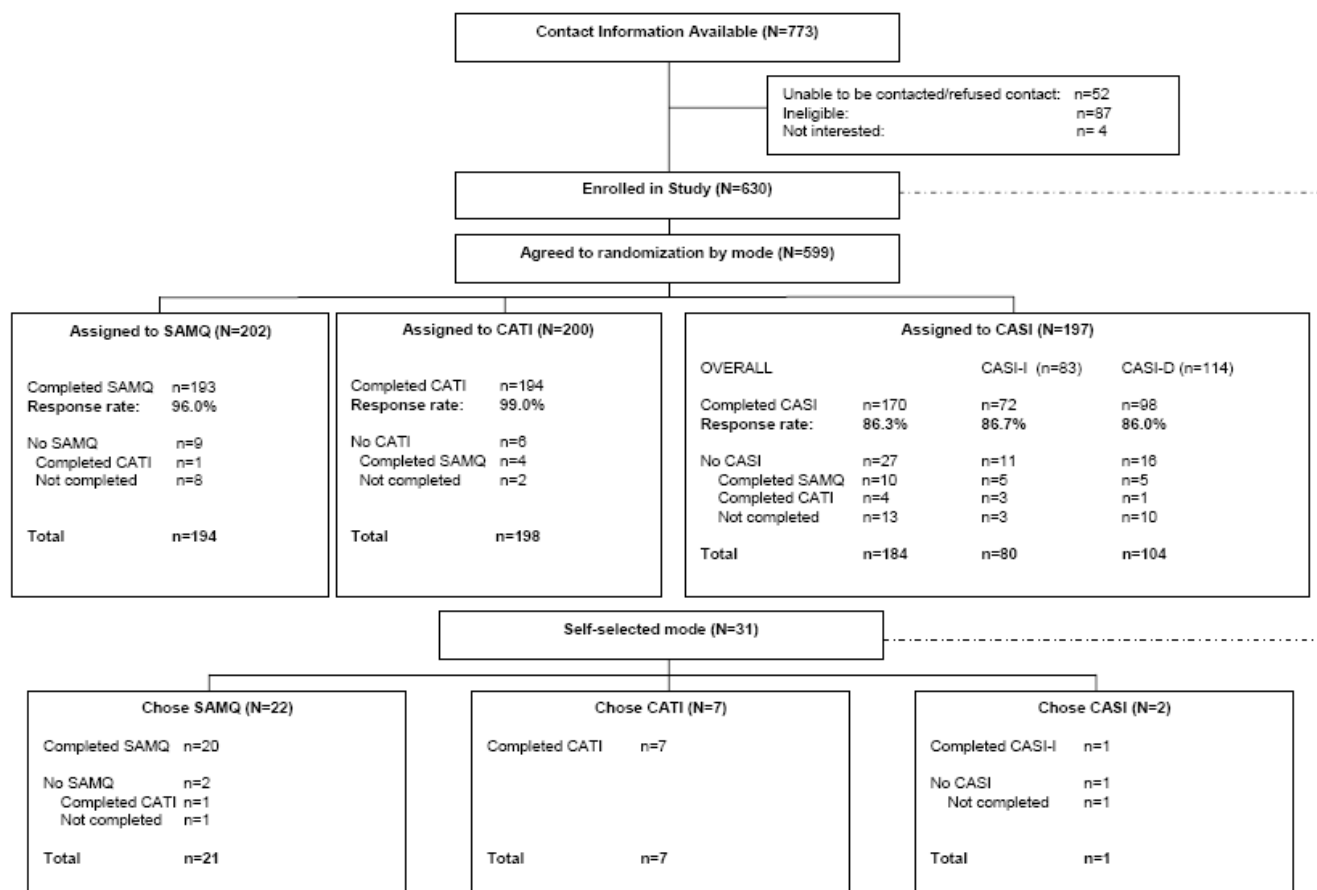 Contact Information Available (N=773)
Unable to be contacted/refused contact: n=52
Ineligible: n=87
Not interested: n= 4
Enrolled in Study (N=630)
Agreed to randomization by mode (N=599)
Assigned to SAMQ (N=202)
Completed SAMQ n=193
Response rate: 96.0%
No SAMQ n=9
Completed CATI n=1
Not completed n=8
Total n=194
Assigned to CATI (N=200)
Completed CATI n=194
Response rate: 99.0%
No CATI n=6
Completed SAMQ n=4
Not completed n=2
Total n=198
Assigned to CASI (N=197)
OVERALL CASI-I (n=83) CASI-D (n=114)
Completed CASI n=170 n=72 n=98
Response rate: 86.3% 86.7% 86.0%
No CASI n=27 n=11 n=16
Completed SAMQ n=10 n=5 n=5
Completed CATI n=4 n=3 n=1
Not completed n=13 n=3 n=10
Total n=184 n=80 n=104
Self-selected mode (N=31)
Chose SAMQ (N=22)
Completed SAMQ n=20
No SAMQ n=2
Completed CATI n=1
Not completed n=1
Total n=21
Chose CATI (N=7)
Completed CATI n=7
Total n=7
Chose CASI (N=2)
Completed CASI-I n=1
No CASI n=1
Not completed n=1
Total n=1